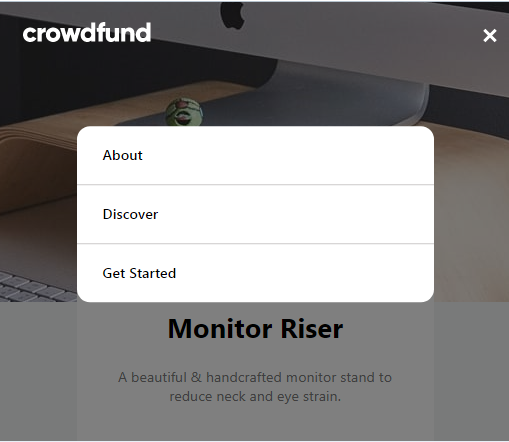 crowdfund
About
Discover
Get Started
Monitor Riser
A beautiful & handcrafted monitor stand to
reduce neck and eye strain.